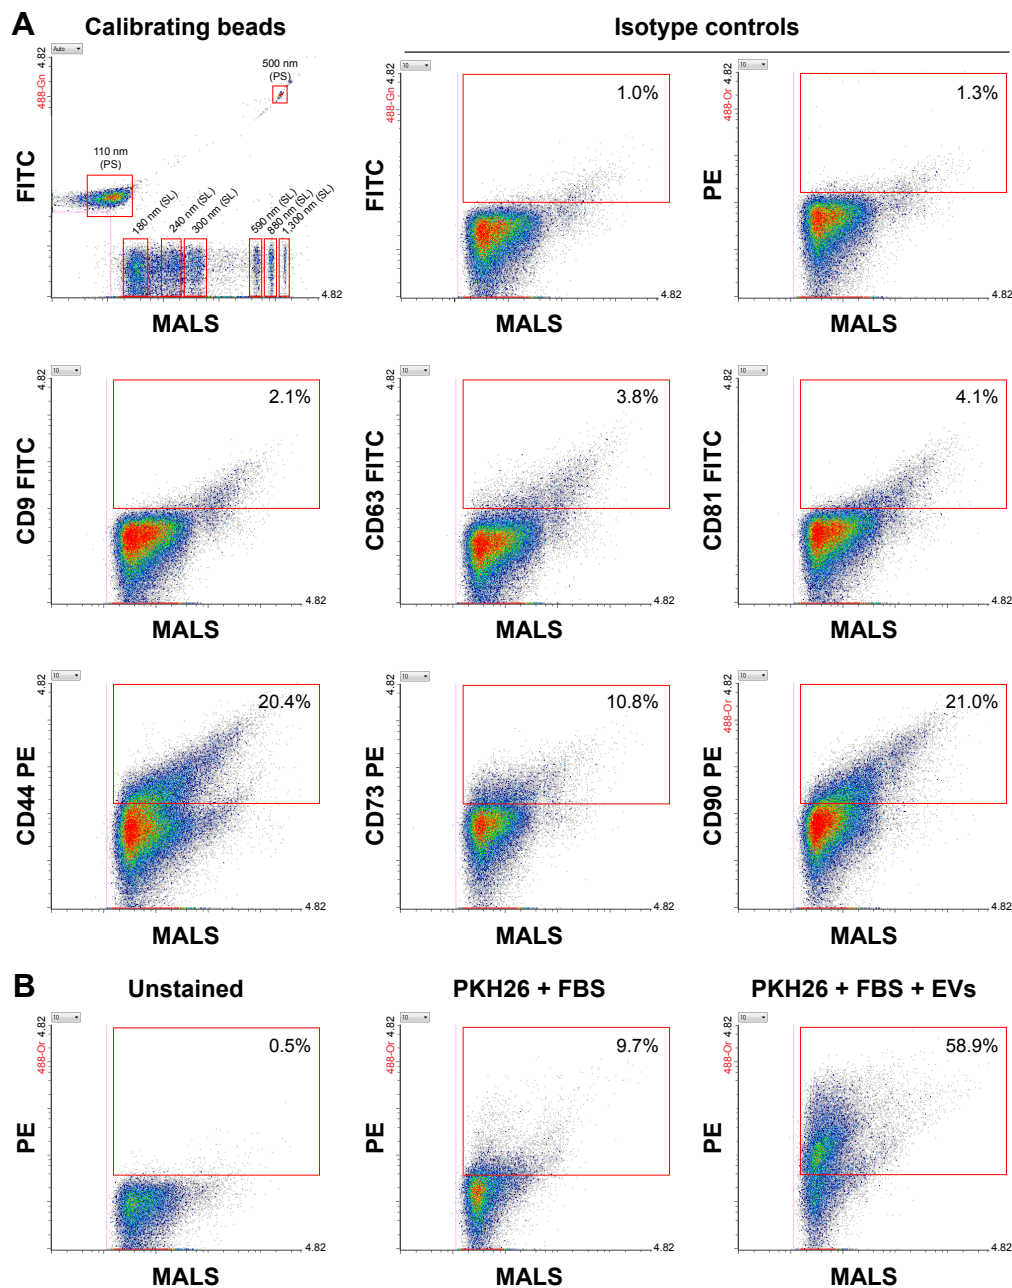 A
Calibrating beads
Isotype controls
Auto
4.82
488-Gn
FITC
500 nm
(PS)
110 nm
(PS)
180 nm (SL)
240 nm (SL)
300 nm (SL)
590 nm (SL)
880 nm (SL)
1,300 nm (SL)
4.82
MALS
10
4.82
488-Gn
FITC
1.0%
4.82
MALS
10
4.82
488-Or
PE
1.3%
4.82
MALS
10
4.82
CD9 FITC
2.1%
4.82
MALS
10
4.82
CD63 FITC
3.8%
4.82
MALS
10
4.82
CD81 FITC
4.1%
4.82
MALS
10
4.82
CD44 PE
20.4%
4.82
MALS
10
4.82
CD73 PE
10.8%
4.82
MALS
10
4.82
488-Or
CD90 PE
21.0%
4.82
MALS
B
Unstained
PKH26 + FBS
PKH26 + FBS + EVs
10
4.82
488-Or
PE
0.5%
4.82
MALS
10
4.82
488-Or
PE
9.7%
4.82
MALS
10
4.82
488-Or
PE
58.9%
4.82
MALS